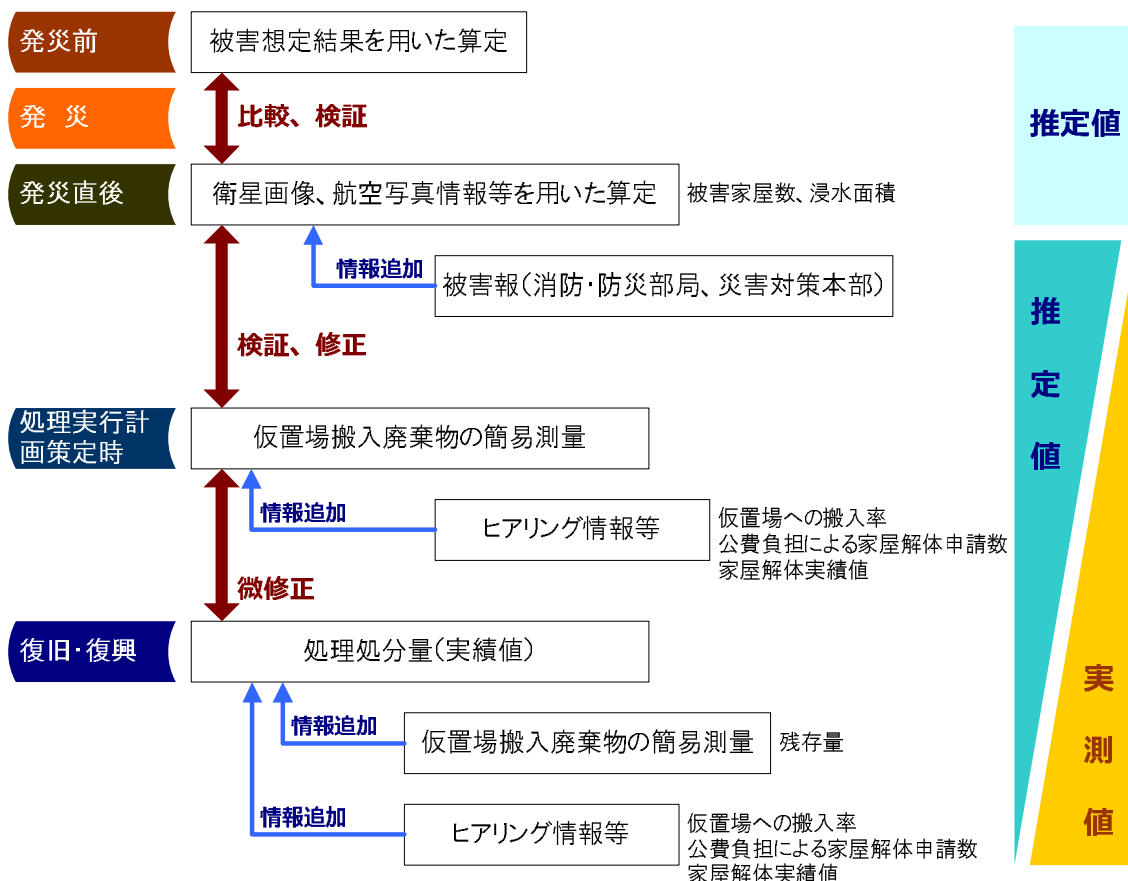 発災前
被害想定結果を用いた算定
発 災
比較、検証
推定値
発災直後
衛星画像、航空写真情報等を用いた算定
被害家屋数、浸水面積
情報追加
被害報(消防・防災部局、災害対策本部)
検証、修正
推定値
処理実行計
画策定時
仮置場搬入廃棄物の簡易測量
情報追加
ヒアリング情報等
仮置場への搬入率
公費負担による家屋解体申請数
家屋解体実績値
微修正
復旧・復興
処理処分量(実績値)
実測値
情報追加
仮置場搬入廃棄物の簡易測量
残存量
情報追加
ヒアリング情報等
仮置場への搬入率
公費負担による家屋解体申請数
家屋解体実績値